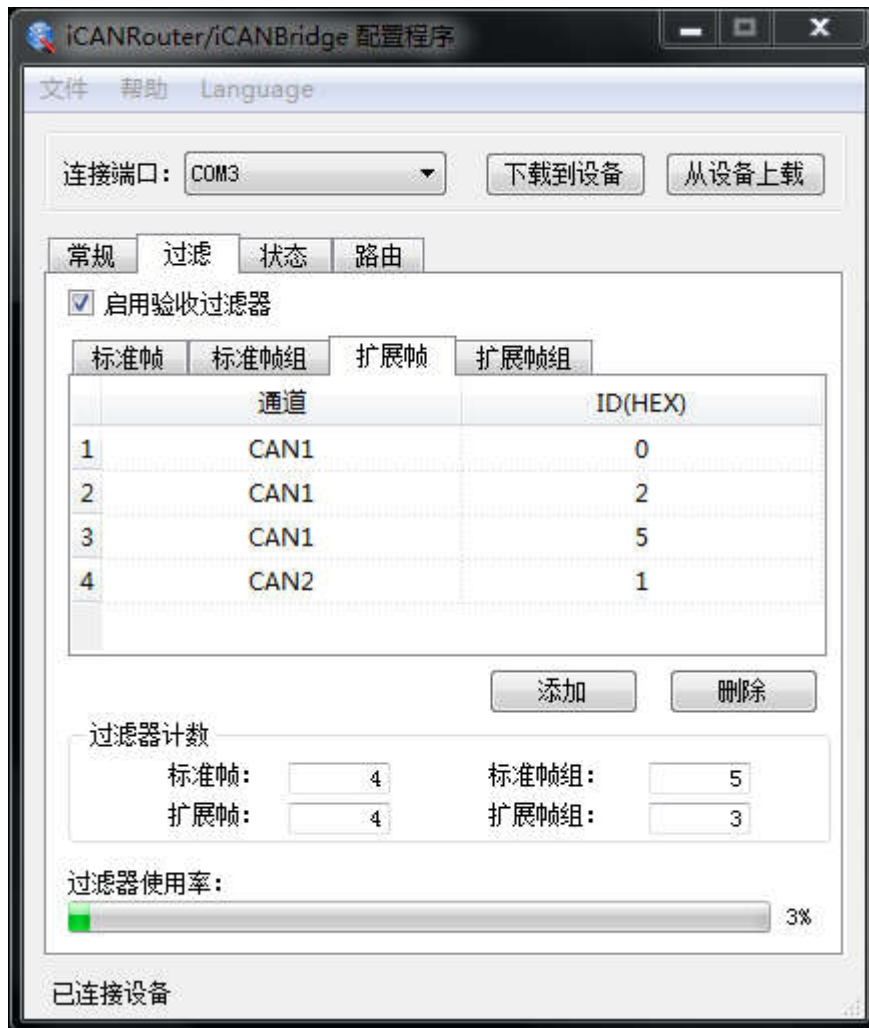 iCANRouter/iCANBridge 配置程序
文件 帮助 Language
连接端口: COM3 下载到设备 从设备上载
常规 过滤 状态 路由
启用验收过滤器
标准帧 标准帧组 扩展帧 扩展帧组
通道 ID(HEX)
1 CAN1 0
2 CAN1 2
3 CAN1 5
4 CAN2 1
添加 删除
过滤器计数
标准帧: 4 标准帧组: 5
扩展帧: 4 扩展帧组: 3
过滤器使用率:
3%
已连接设备